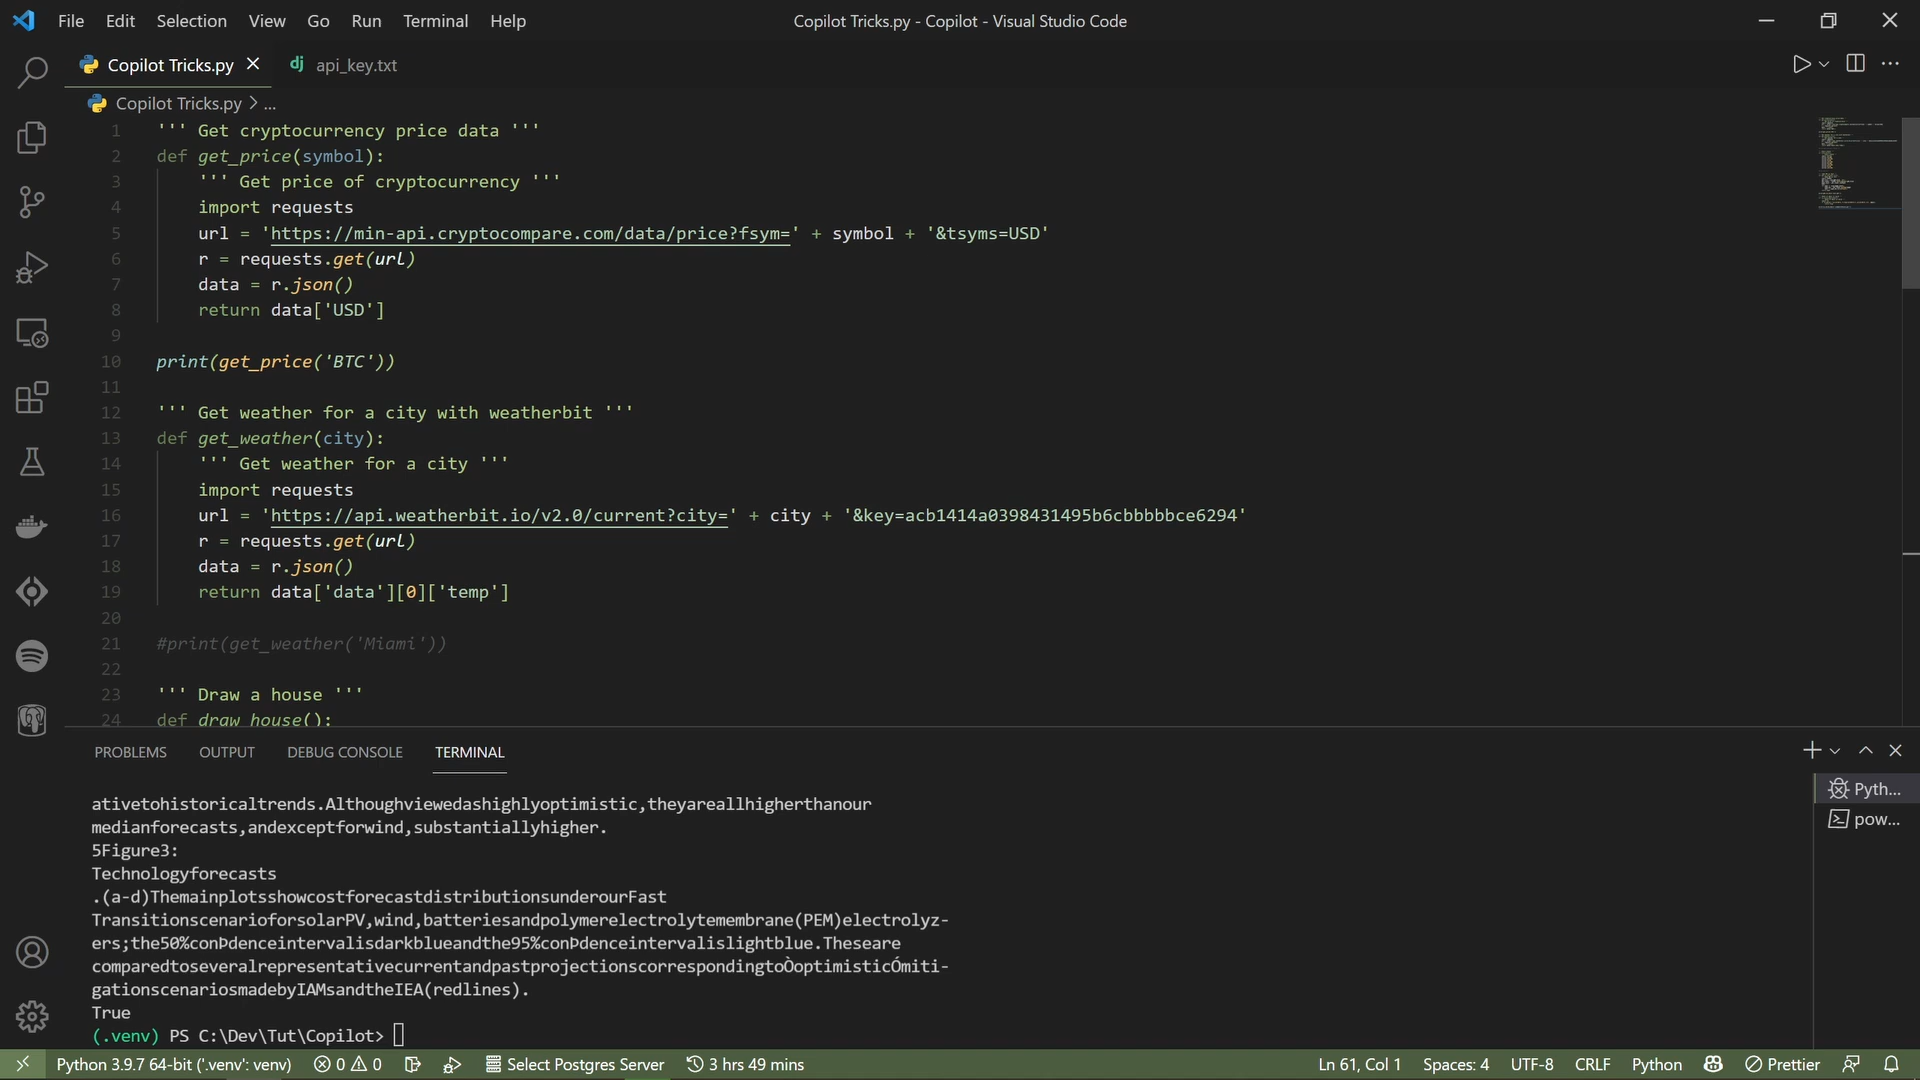 File Edit Selection View Go Run Terminal Help Copilot Tricks.py - Copilot - Visual Studio Code
Copilot Tricks.py api_key.txt
Copilot Tricks.py > ...
1 ''' Get cryptocurrency price data '''
2 def get_price(symbol):
3 ''' Get price of cryptocurrency '''
4 import requests
5 url = 'https://min-api.cryptocompare.com/data/price?fsym=' + symbol + '&tsyms=USD'
6 r = requests.get(url)
7 data = r.json()
8 return data['USD']
9
10 print(get_price('BTC'))
11
12 ''' Get weather for a city with weatherbit '''
13 def get_weather(city):
14 ''' Get weather for a city '''
15 import requests
16 url = 'https://api.weatherbit.io/v2.0/current?city=' + city + '&key=acb1414a0398431495b6cbbbbbce6294'
17 r = requests.get(url)
18 data = r.json()
19 return data['data'][0]['temp']
20
21 #print(get_weather('Miami'))
22
23 ''' Draw a house '''
24 def draw_house():
PROBLEMS OUTPUT DEBUG CONSOLE TERMINAL
Pyth...
pow...
ativetohistoricaltrends.Althoughviewedashighlyoptimistic,theyareallhigherthanour
medianforecasts,andexceptforwind,substantiallyhigher.
5Figure3:
Technologyforecasts
.(a-d)ThemainplotsshowcostforecastdistributionsunderourFast
TransitionscenarioforsolarPV,wind,batteriesandpolymerelectrolytemembrane(PEM)electrolyz-
ers;the50%conÞdenceintervalisdarkblueandthe95%conÞdenceintervalislightblue.Theseare
comparedtoseveralrepresentativecurrentandpastprojectionscorrespondingtoÒoptimisticÓmiti-
gationscenariosmadebyIAMsandtheIEA(redlines).
True
(.venv) PS C:\Dev\Tut\Copilot>
Python 3.9.7 64-bit ('.venv': venv) 0 0 Select Postgres Server 3 hrs 49 mins Ln 61, Col 1 Spaces: 4 UTF-8 CRLF Python Prettier